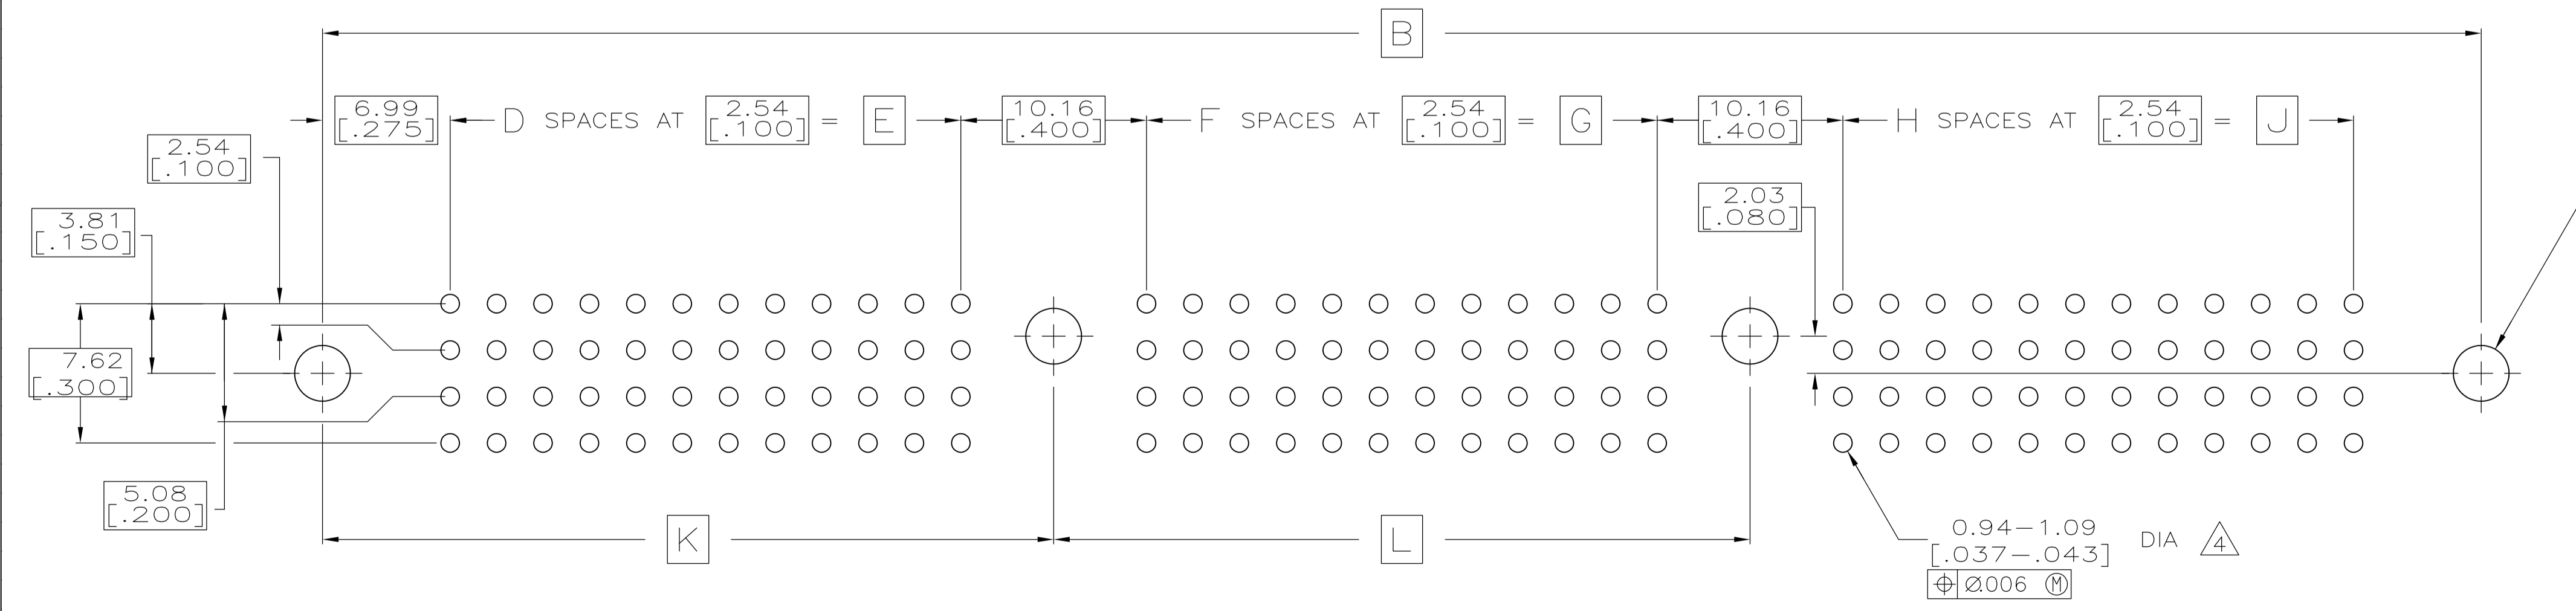 B
6.99
[.275]
D SPACES AT
2.54
[.100]
=
E
10.16
[.400]
F SPACES AT
2.54
[.100]
=
G
10.16
[.400]
H SPACES AT
2.54
[.100]
=
J
2.54
[.100]
3.81
[.150]
2.03
[.080]
7.62
[.300]
5.08
[.200]
K
L
0.94-1.09
[.037-.043]
DIA
4
⌖ Ø.006 Ⓜ